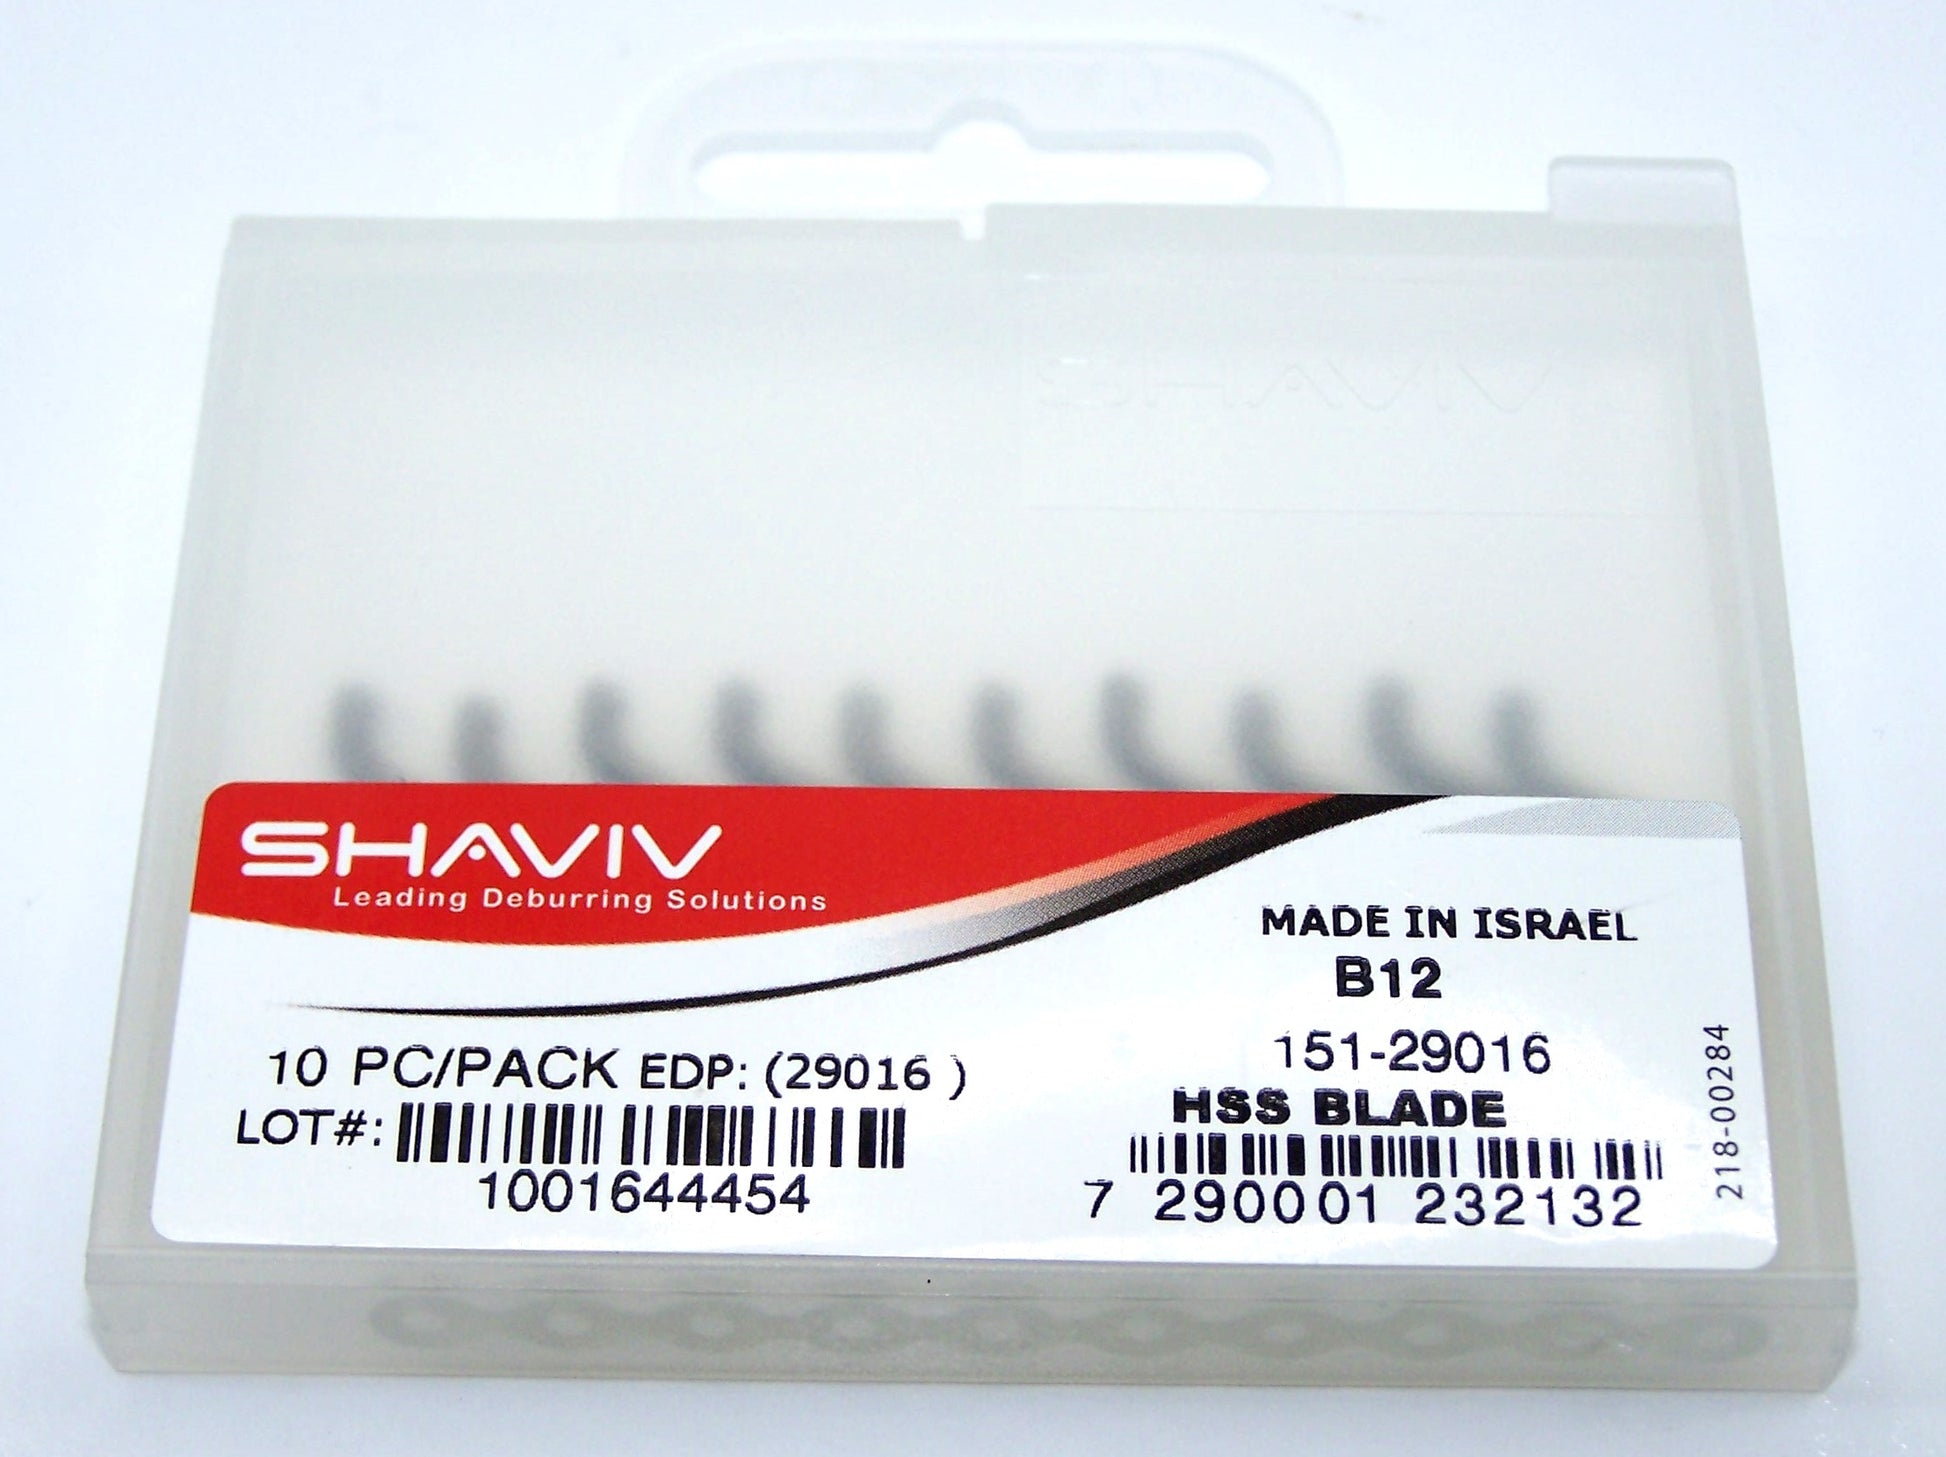 SHAVIV
SHAVIV
Leading Deburring Solutions
MADE IN ISRAEL
B12
151-29016
HSS BLADE
7 290001 232132
218-00284
10 PC/PACK EDP: (29016 )
LOT#:
1001644454